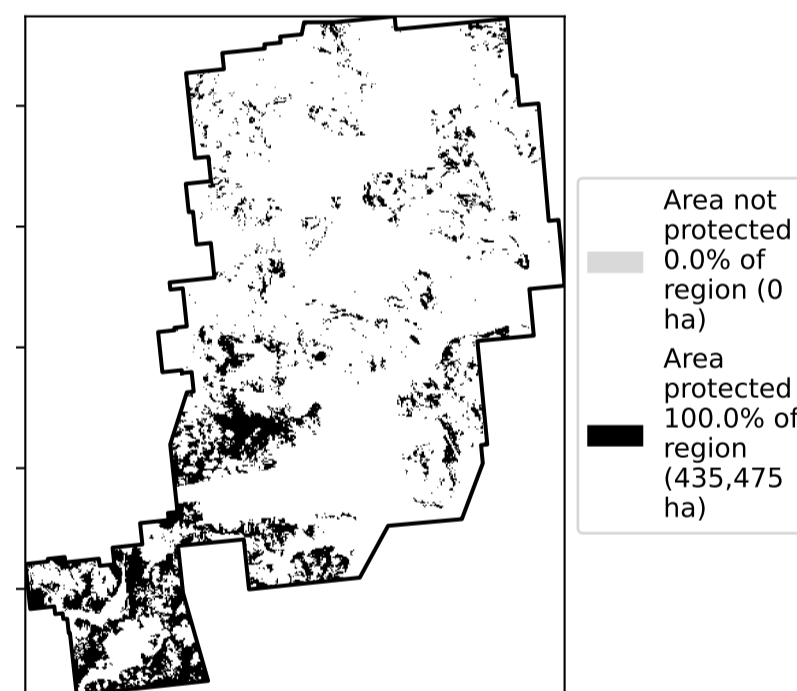 Area not
protected
0.0% of
region (0
ha)
Area
protected
100.0% of
region
(435,475
ha)